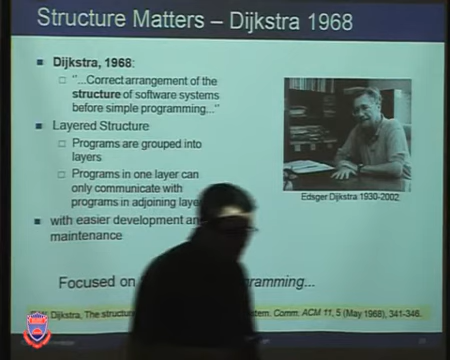 Structure Matters – Dijkstra 1968
Dijkstra, 1968:
"...Correct arrangement of the
structure of software systems
before simple programming..."
Layered Structure
Programs are grouped into
layers
Programs in one layer can
only communicate with
programs in adjoining
with easier development
maintenance
Edsger Dijkstra 1930-2002
Focused on
Dijkstra, The Comm. ACM 11, 5 (May 1968), 341-346.